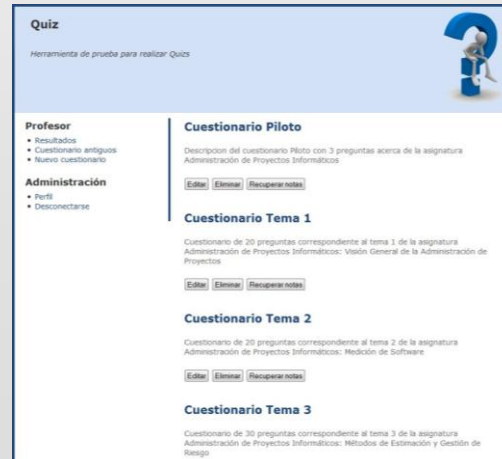 Quiz
Herramienta de prueba para realizar Quizs
Profesor
• Resultados
• Cuestionario antiguos
• Nuevo cuestionario
Administración
• Perfil
• Desconectarse
Cuestionario Piloto
Descripcion del cuestionario Piloto con 3 preguntas acerca de la asignatura
Administración de Proyectos Informáticos
Editar Eliminar Recuperar notas
Cuestionario Tema 1
Cuestionario de 20 preguntas correspondiente al tema 1 de la asignatura
Administración de Proyectos Informáticos: Visión General de la Administración de
Proyectos
Editar Eliminar Recuperar notas
Cuestionario Tema 2
Cuestionario de 20 preguntas correspondiente al tema 2 de la asignatura
Administración de Proyectos Informáticos: Medición de Software
Editar Eliminar Recuperar notas
Cuestionario Tema 3
Cuestionario de 30 preguntas correspondiente al tema 3 de la asignatura
Administración de Proyectos Informáticos: Métodos de Estimación y Gestión de
Riesgo